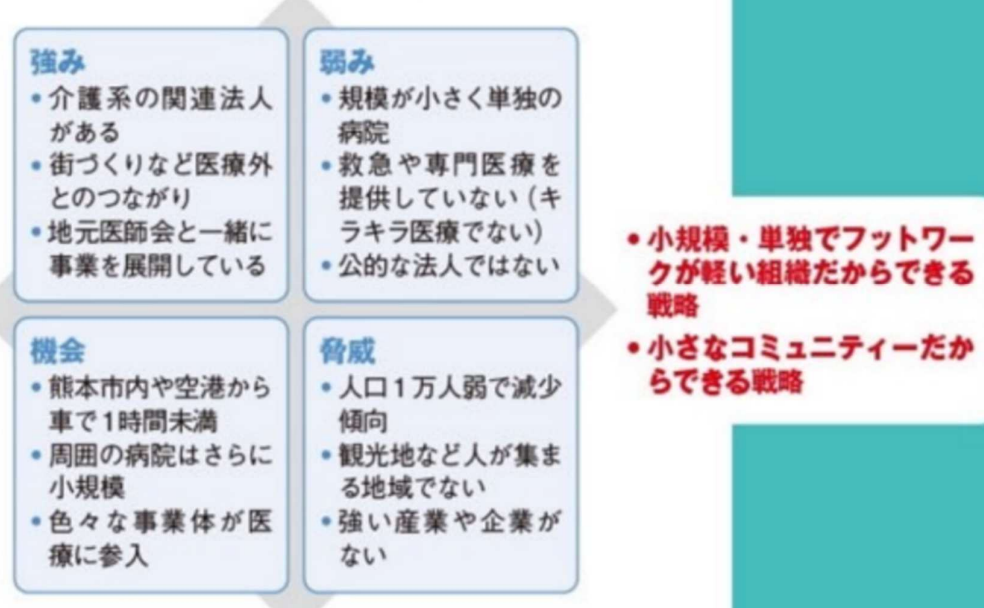 強み
• 介護系の関連法人
がある
• 街づくりなど医療外
とのつながり
• 地元医師会と一緒に
事業を展開している
弱み
• 規模が小さく単独の
病院
• 救急や専門医療を
提供していない（キ
ラキラ医療でない）
• 公的な法人ではない
機会
• 熊本市内や空港から
車で1時間未満
• 周囲の病院はさらに
小規模
• 色々な事業体が医
療に参入
脅威
• 人口1万人弱で減少
傾向
• 観光地など人が集ま
る地域でない
• 強い産業や企業が
ない
• 小規模・単独でフットワー
クが軽い組織だからできる
戦略
• 小さなコミュニティーだか
らできる戦略